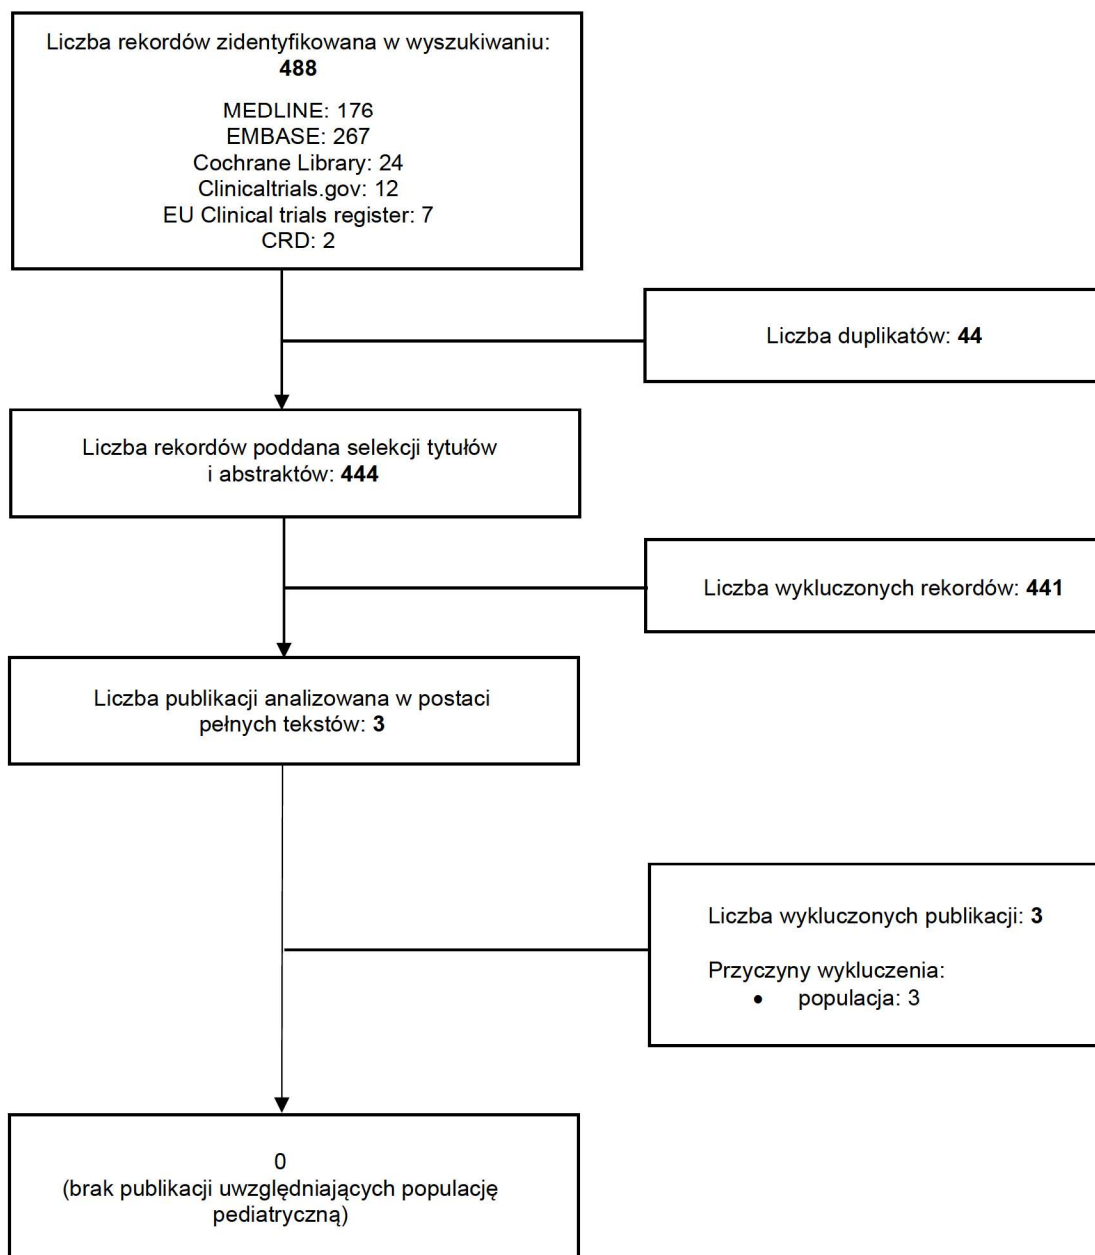 Liczba rekordów zidentyfikowana w wyszukiwaniu:
488
MEDLINE: 176
EMBASE: 267
Cochrane Library: 24
Clinicaltrials.gov: 12
EU Clinical trials register: 7
CRD: 2
Liczba duplikatów: 44
Liczba rekordów poddana selekcji tytułów
i abstraktów: 444
Liczba wykluczonych rekordów: 441
Liczba publikacji analizowana w postaci
pełnych tekstów: 3
Liczba wykluczonych publikacji: 3
Przyczyny wykluczenia:
• populacja: 3
0
(brak publikacji uwzględniających populację
pediatryczną)